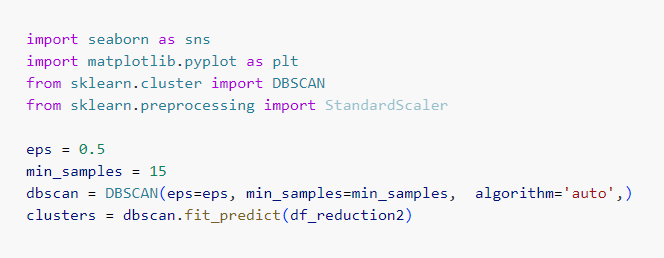 import seaborn as sns
import matplotlib.pyplot as plt
from sklearn.cluster import DBSCAN
from sklearn.preprocessing import StandardScaler
eps = 0.5
min_samples = 15
dbscan = DBSCAN(eps=eps, min_samples=min_samples,  algorithm='auto',)
clusters = dbscan.fit_predict(df_reduction2)